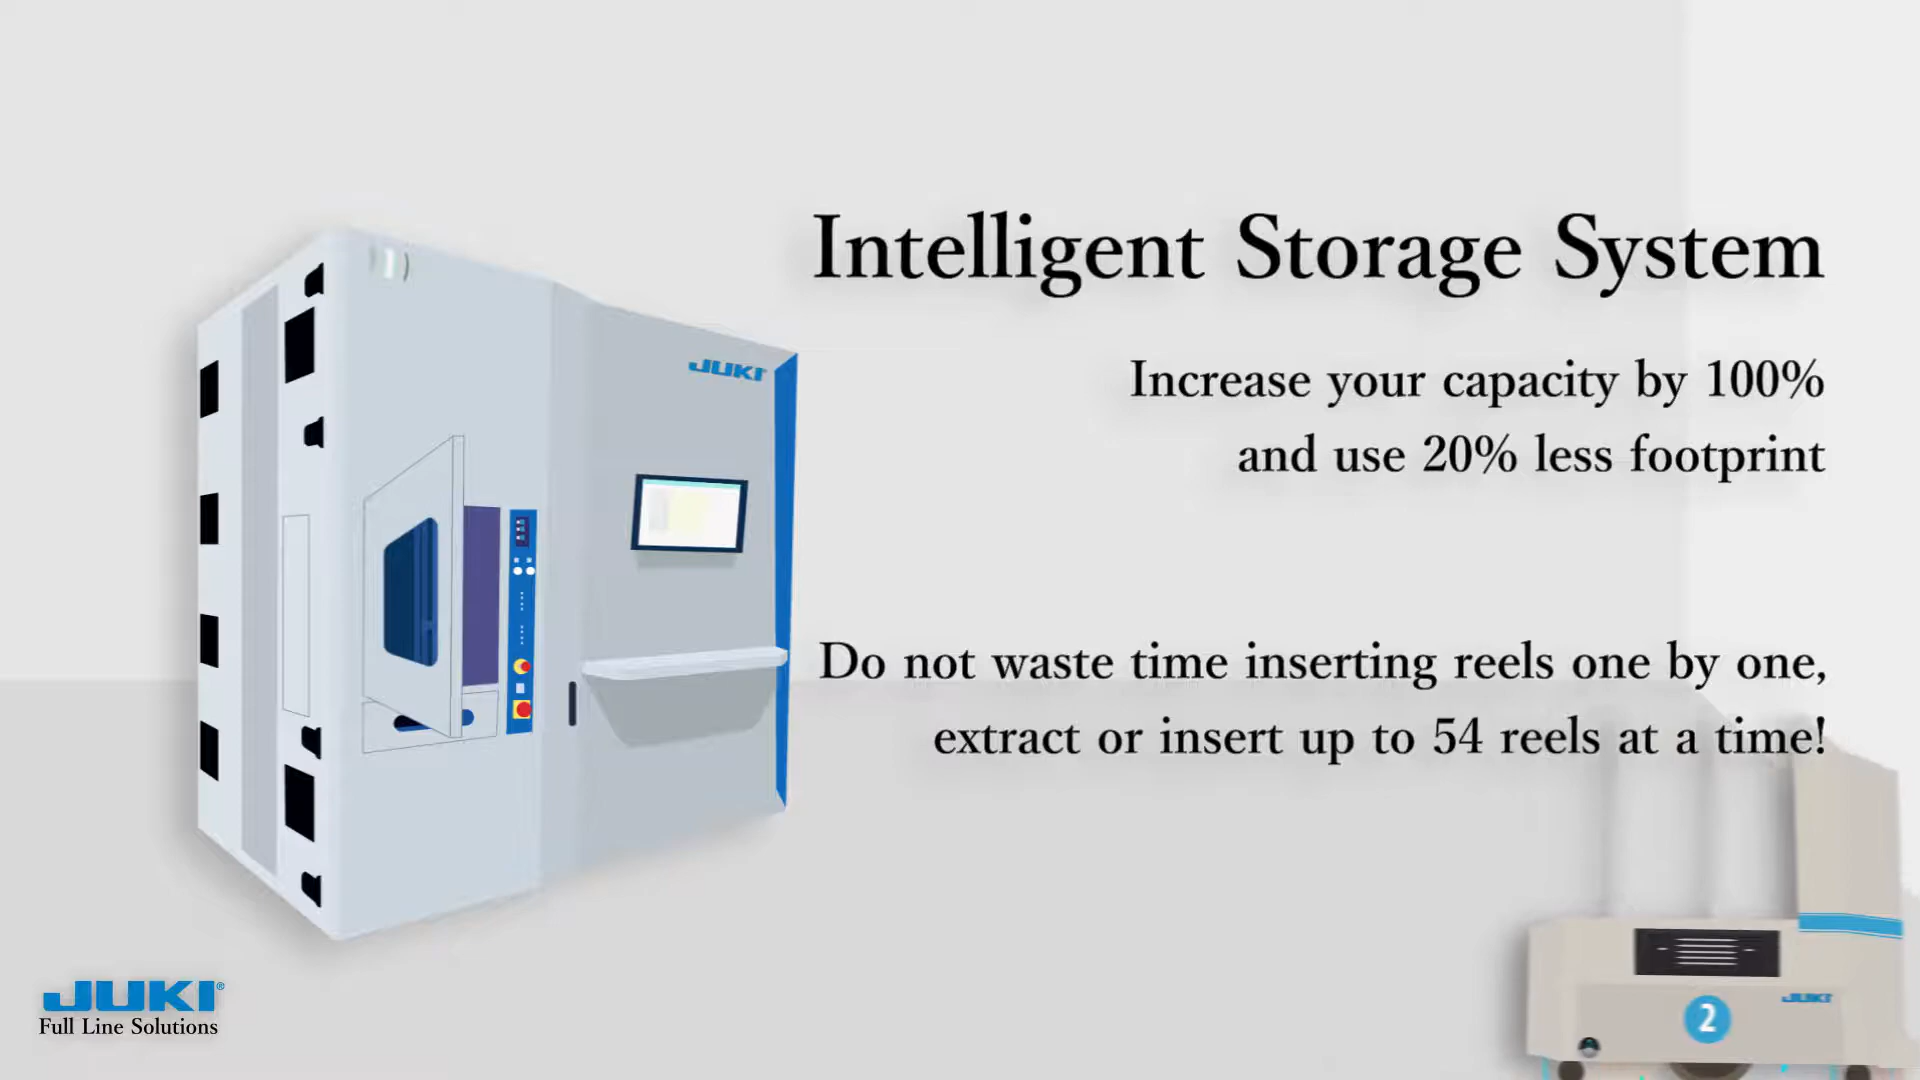 Intelligent Storage System
JUKI
Increase your capacity by 100%
and use 20% less footprint
Do not waste time inserting reels one by one,
extract or insert up to 54 reels at a time!
JUKI®
Full Line Solutions
JUKI
2